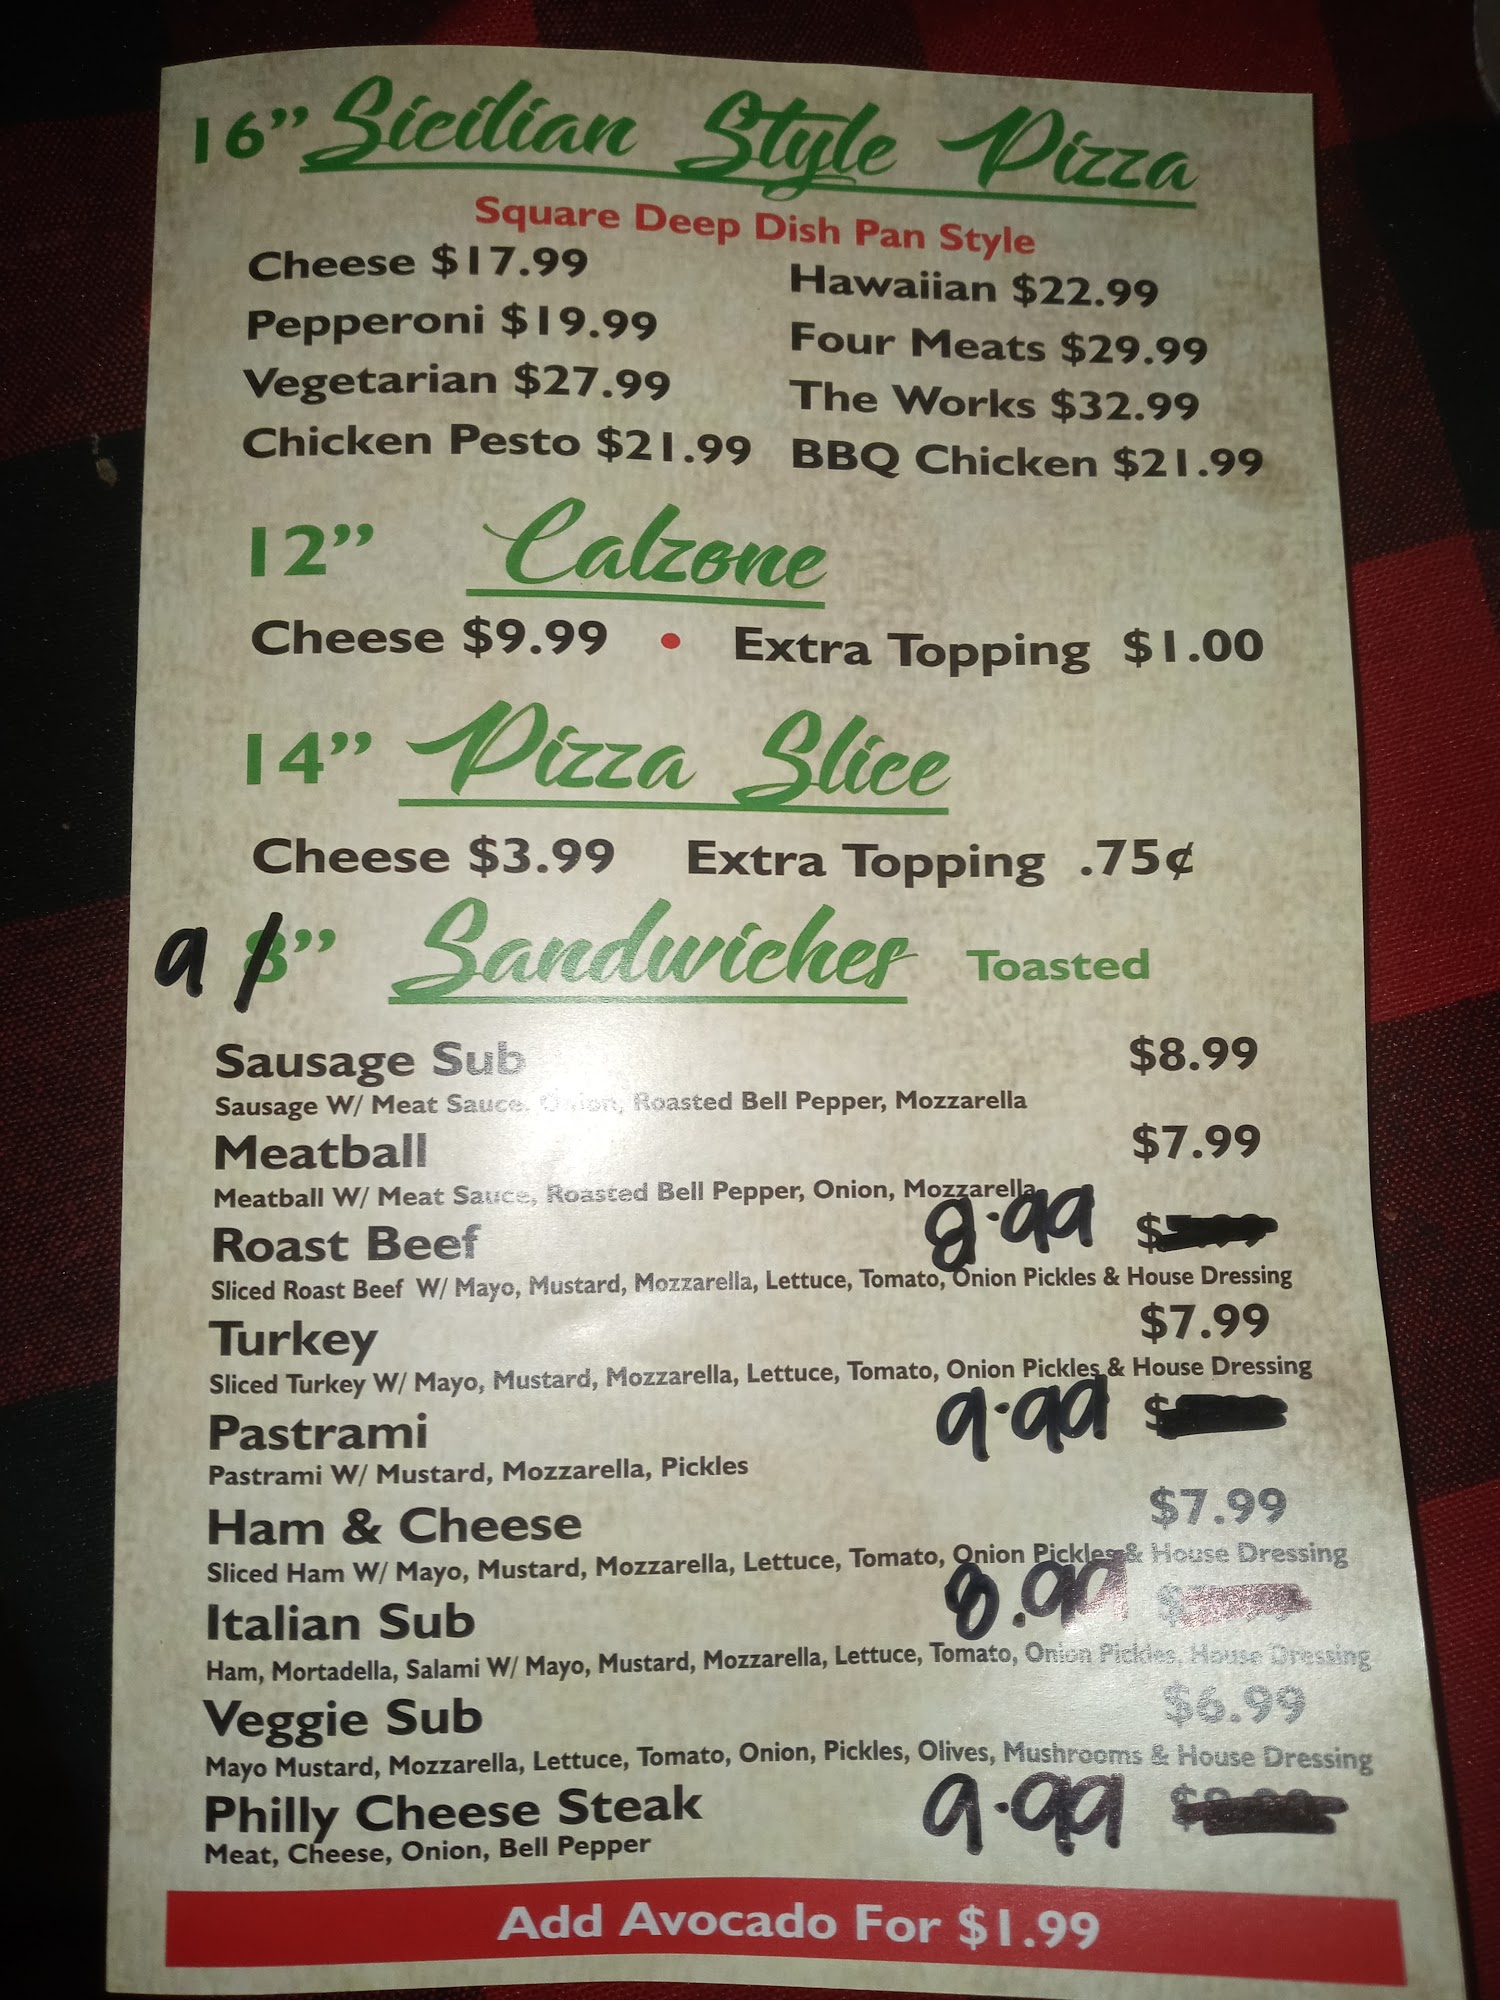 16” Sicilian Style Pizza
Square Deep Dish Pan Style
Cheese $17.99
Pepperoni $19.99
Vegetarian $27.99
Chicken Pesto $21.99
Hawaiian $22.99
Four Meats $29.99
The Works $32.99
BBQ Chicken $21.99
12” Calzone
Cheese $9.99 • Extra Topping $1.00
14” Pizza Slice
Cheese $3.99 Extra Topping .75¢
9 8” Sandwiches Toasted
Sausage Sub $8.99
Sausage W/ Meat Sauce, Onion, Roasted Bell Pepper, Mozzarella
Meatball $7.99
Meatball W/ Meat Sauce, Roasted Bell Pepper, Onion, Mozzarella
Roast Beef 8.99 $
Sliced Roast Beef W/ Mayo, Mustard, Mozzarella, Lettuce, Tomato, Onion Pickles & House Dressing
Turkey $7.99
Sliced Turkey W/ Mayo, Mustard, Mozzarella, Lettuce, Tomato, Onion Pickles & House Dressing
Pastrami 9.99 $
Pastrami W/ Mustard, Mozzarella, Pickles
Ham & Cheese $7.99
Sliced Ham W/ Mayo, Mustard, Mozzarella, Lettuce, Tomato, Onion Pickles & House Dressing
Italian Sub 8.99 $
Ham, Mortadella, Salami W/ Mayo, Mustard, Mozzarella, Lettuce, Tomato, Onion Pickles, House Dressing
Veggie Sub $6.99
Mayo Mustard, Mozzarella, Lettuce, Tomato, Onion, Pickles, Olives, Mushrooms & House Dressing
Philly Cheese Steak 9.99 $
Meat, Cheese, Onion, Bell Pepper
Add Avocado For $1.99